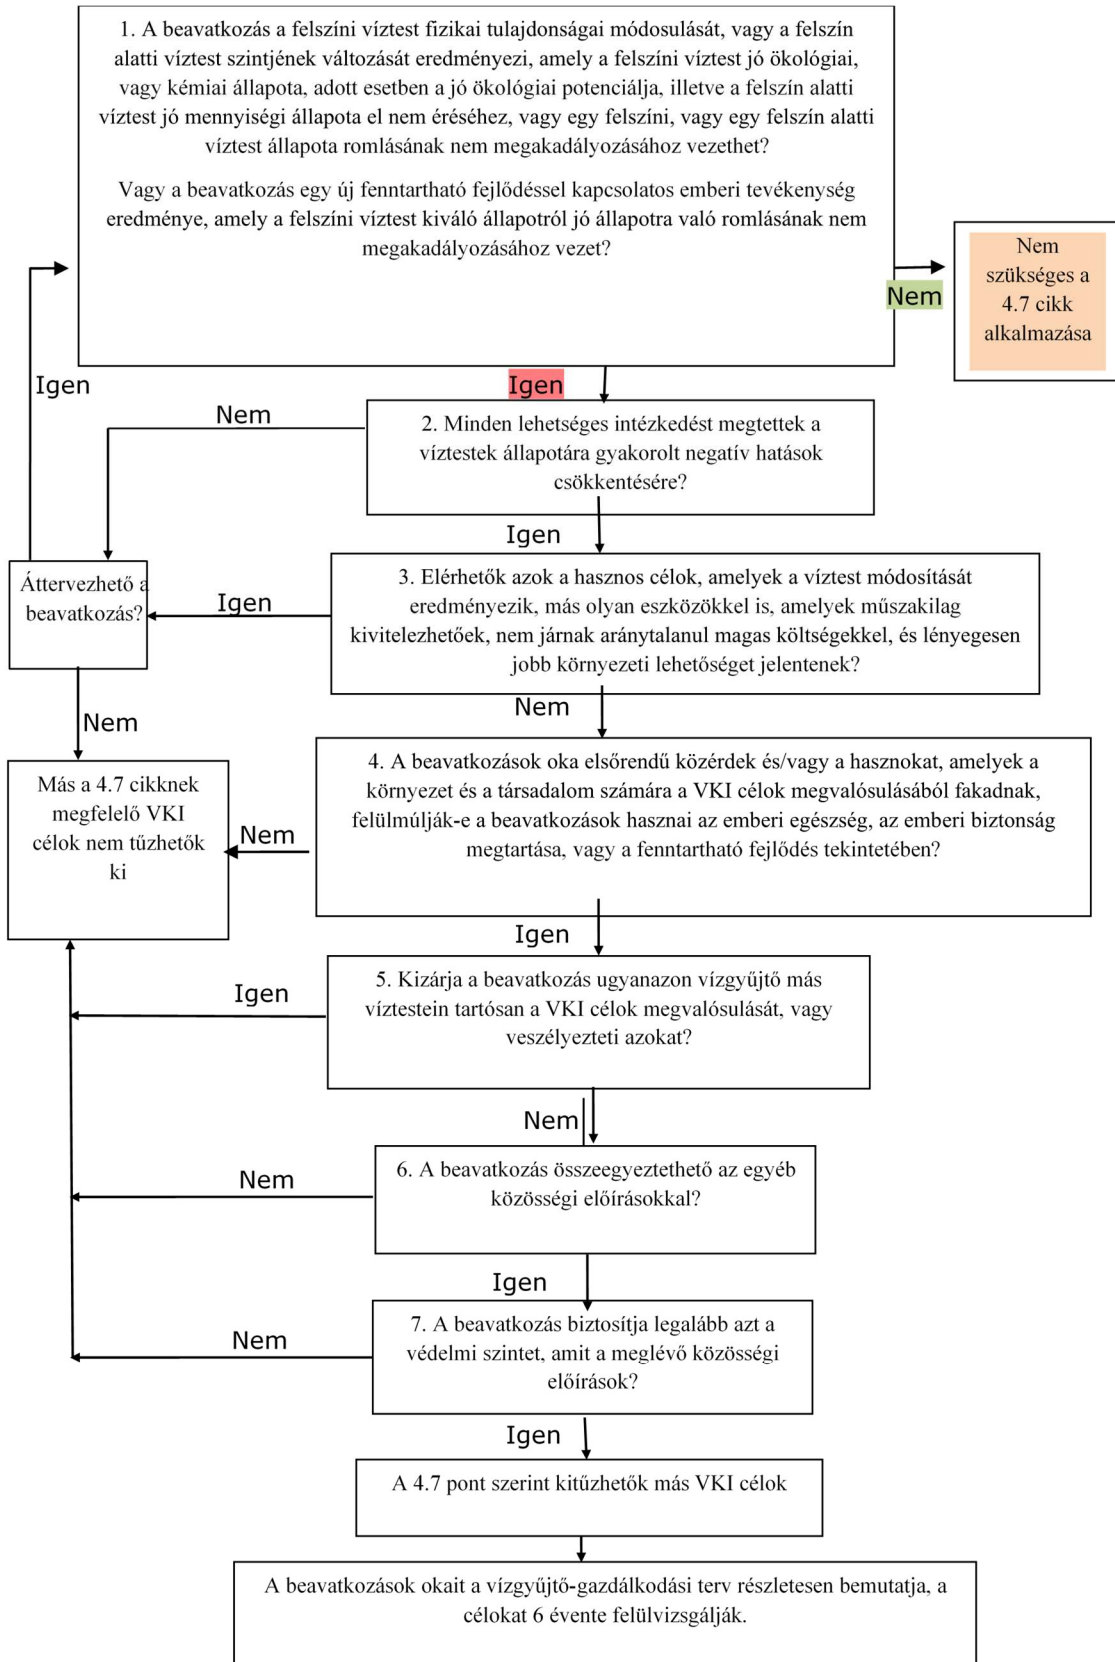 1. A beavatkozás a felszíni víztest fizikai tulajdonságai módosulását, vagy a felszín
alatti víztest szintjének változását eredményezi, amely a felszíni víztest jó ökológiai,
vagy kémiai állapota, adott esetben a jó ökológiai potenciálja, illetve a felszín alatti
víztest jó mennyiségi állapota el nem éréséhez, vagy egy felszíni, vagy egy felszín alatti
víztest állapota romlásának nem megakadályozásához vezethet?
Vagy a beavatkozás egy új fenntartható fejlődéssel kapcsolatos emberi tevékenység
eredménye, amely a felszíni víztest kiváló állapotról jó állapotra való romlásának nem
megakadályozásához vezet?
Nem
Nem
szükséges a
4.7 cikk
alkalmazása
Igen
Igen
Nem
2. Minden lehetséges intézkedést megtettek a
víztestek állapotára gyakorolt negatív hatások
csökkentésére?
Igen
Áttervezhető a
beavatkozás?
Igen
3. Elérhetők azok a hasznos célok, amelyek a víztest módosítását
eredményezik, más olyan eszközökkel is, amelyek műszakilag
kivitelezhetőek, nem járnak aránytalanul magas költségekkel, és lényegesen
jobb környezeti lehetőséget jelentenek?
Nem
Nem
Más a 4.7 cikknek
megfelelő VKI
célok nem tűzhetők
ki
Nem
4. A beavatkozások oka elsőrendű közérdek és/vagy a hasznokat, amelyek a
környezet és a társadalom számára a VKI célok megvalósulásából fakadnak,
felülmúlják-e a beavatkozások hasznai az emberi egészség, az emberi biztonság
megtartása, vagy a fenntartható fejlődés tekintetében?
Igen
Igen
5. Kizárja a beavatkozás ugyanazon vízgyűjtő más
víztestein tartósan a VKI célok megvalósulását, vagy
veszélyezteti azokat?
Nem
Nem
6. A beavatkozás összeegyeztethető az egyéb
közösségi előírásokkal?
Igen
Nem
7. A beavatkozás biztosítja legalább azt a
védelmi szintet, amit a meglévő közösségi
előírások?
Igen
A 4.7 pont szerint kitűzhetők más VKI célok
A beavatkozások okait a vízgyűjtő-gazdálkodási terv részletesen bemutatja, a
célokat 6 évente felülvizsgálják.